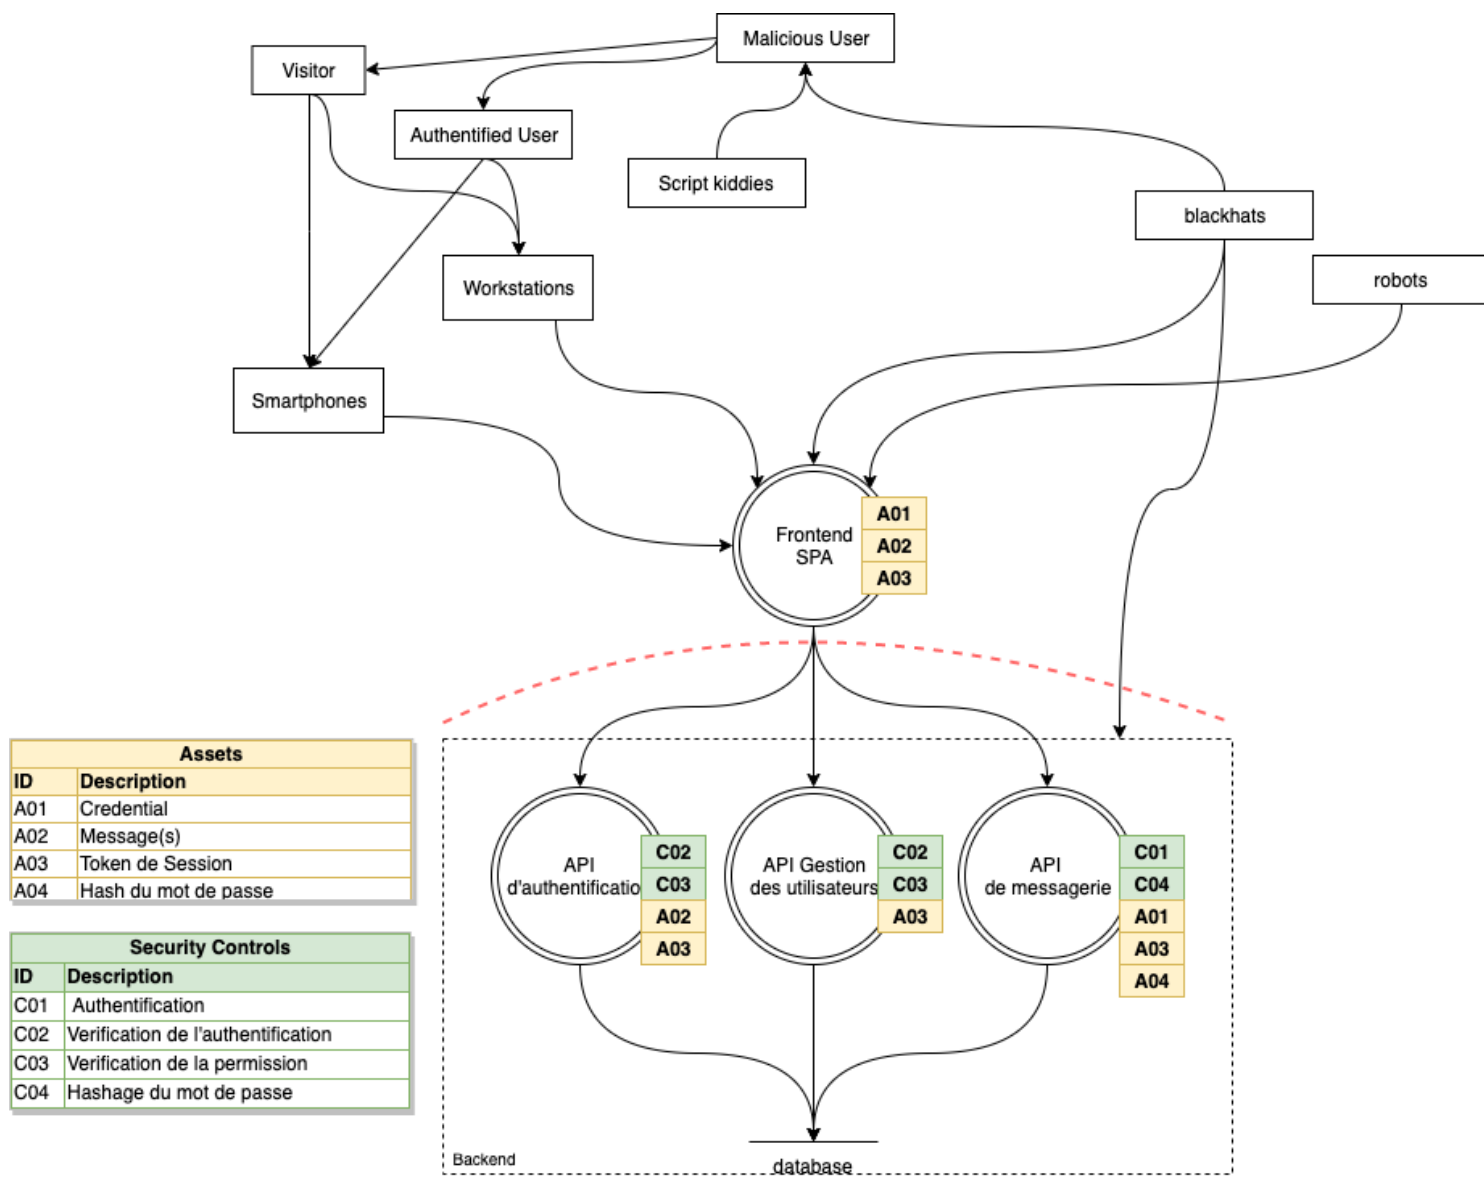 Malicious User
Visitor
Authentified User
Script kiddies
blackhats
robots
Workstations
Smartphones
Frontend
SPA
A01
A02
A03
Assets
ID Description
A01 Credential
A02 Message(s)
A03 Token de Session
A04 Hash du mot de passe
Security Controls
ID Description
C01 Authentification
C02 Verification de l'authentification
C03 Verification de la permission
C04 Hashage du mot de passe
API
d'authentificatio
C02
C03
A02
A03
API Gestion
des utilisateurs
C02
C03
A03
API
de messagerie
C01
C04
A01
A03
A04
Backend
database